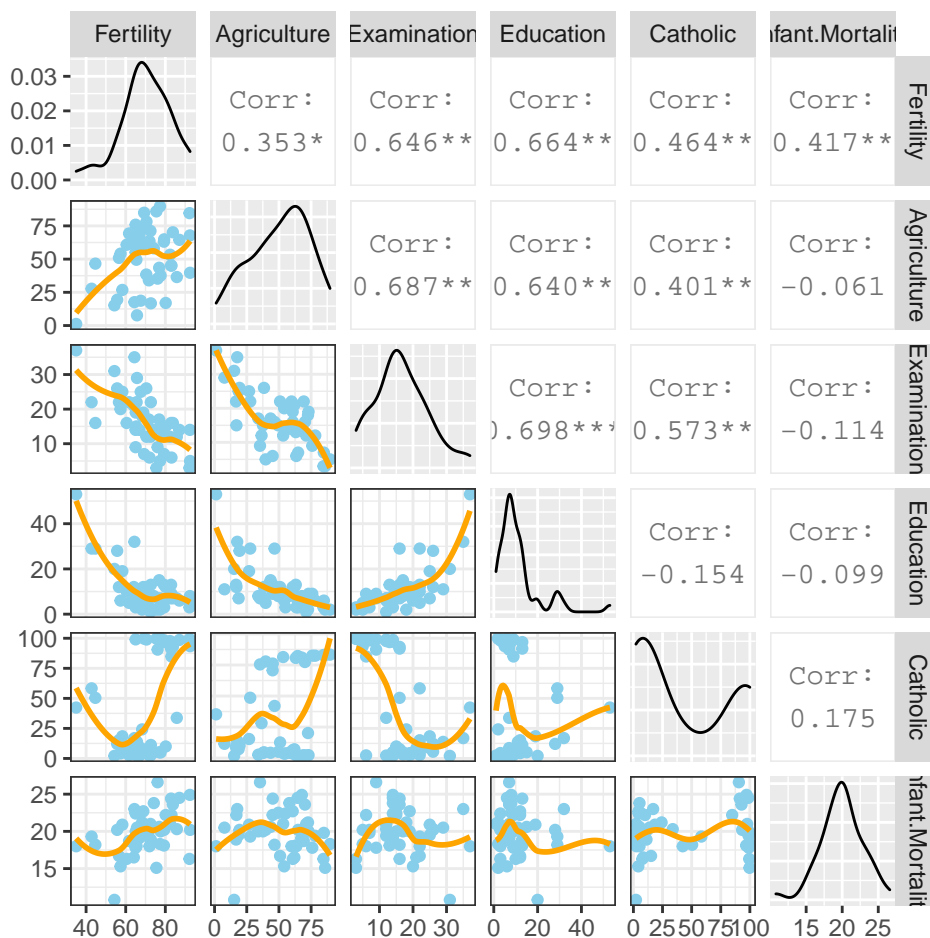 Fertility Agriculture Examination Education Catholic nfant.Mortalit
0.03
0.02
0.01
0.00
Corr:
0.353*
Corr:
0.646**
Corr:
0.664**
Corr:
0.464**
Corr:
0.417**
Fertility
75
50
25
0
Corr:
0.687**
Corr:
0.640**
Corr:
0.401**
Corr:
-0.061
Agriculture
30
20
10
Corr:
0.698***
Corr:
0.573**
Corr:
-0.114
Examination
40
20
0
Corr:
-0.154
Corr:
-0.099
Education
100
75
50
25
0
Corr:
0.175
Catholic
25
20
15
nfant.Mortalit
40 60 80 0 25 50 75 10 20 30 0 20 40 0 25 50 75 100 15 20 25